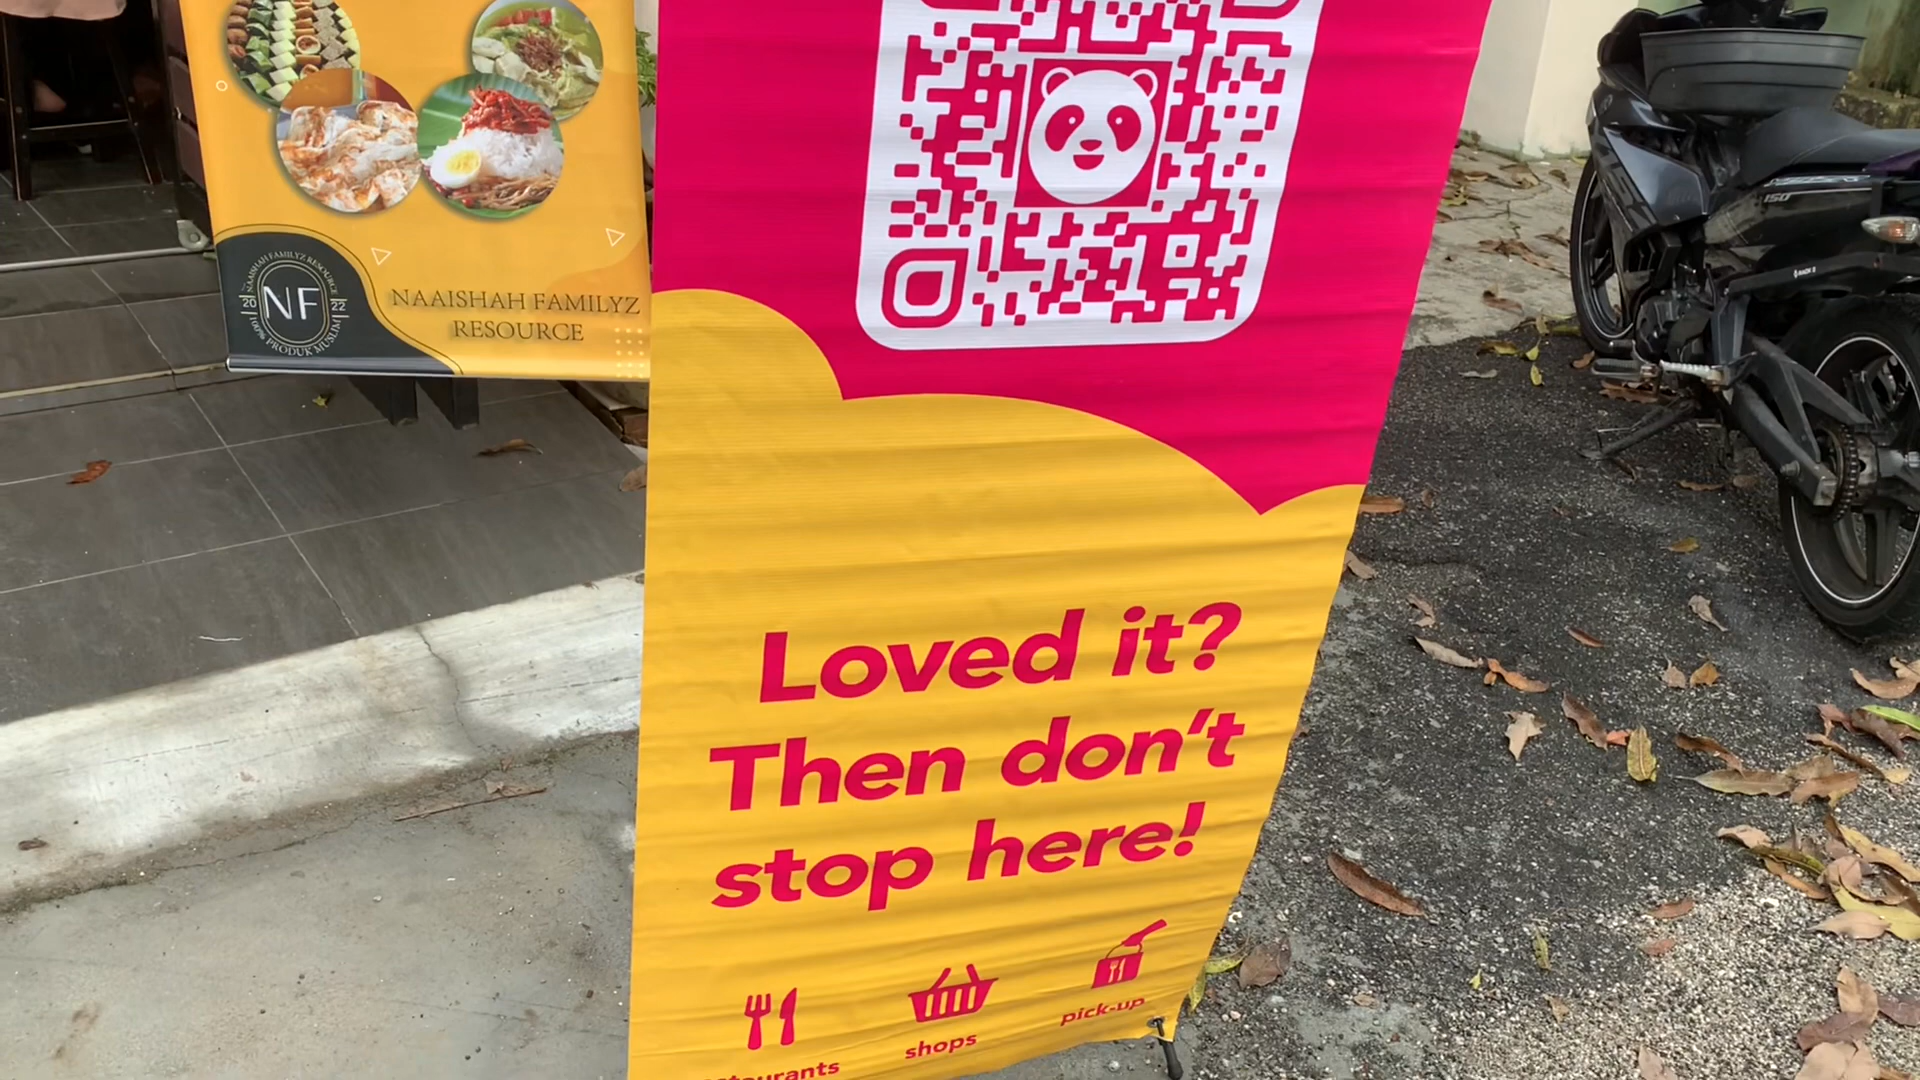 NAAISHAH FAMILYZ RESOURCE
20 NF 22
100% PRODUK MUSLIM
NAAISHAH FAMILYZ
RESOURCE
Loved it?
Then don't
stop here!
shops
pick-up
150